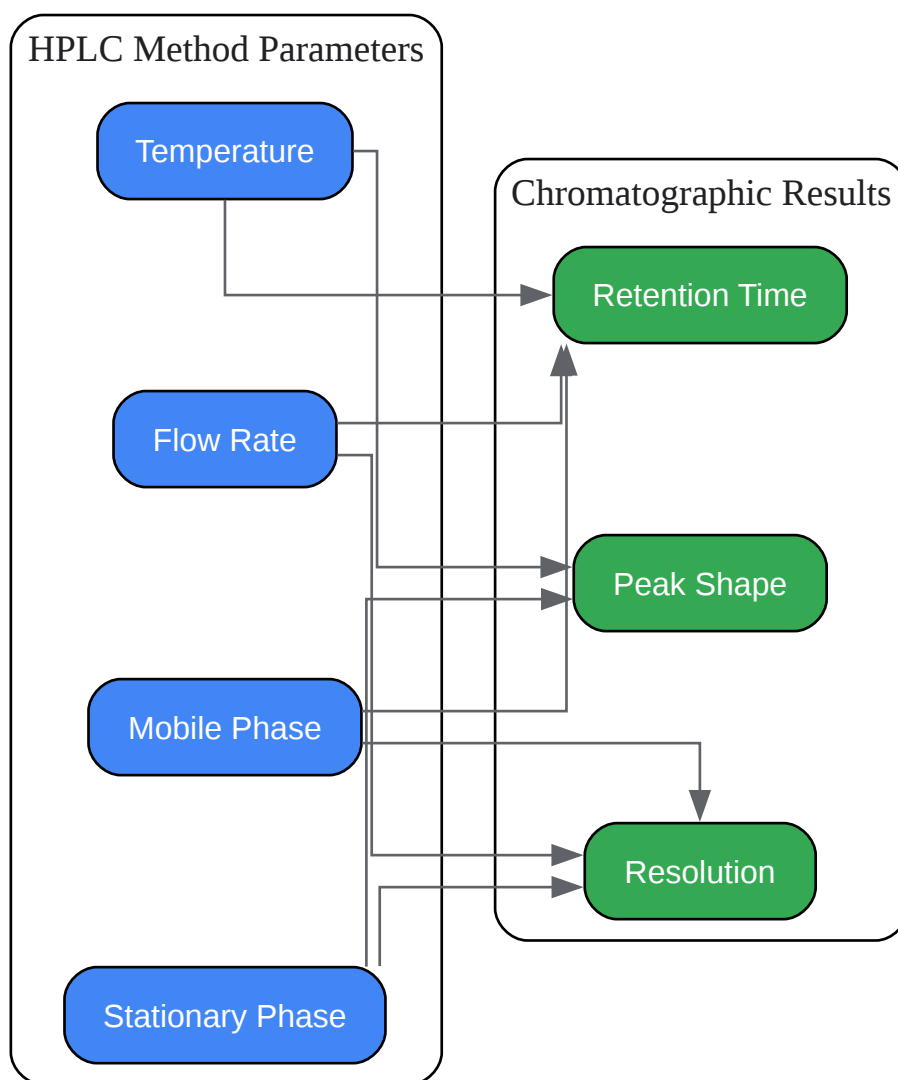 HPLC Method Parameters
Temperature
Flow Rate
Mobile Phase
Stationary Phase
Chromatographic Results
Retention Time
Peak Shape
Resolution